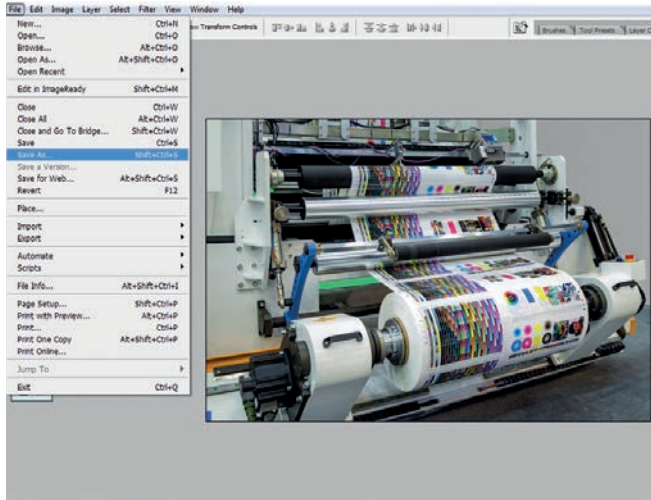 File Edit Image Layer Select Filter View Window Help
New... Ctrl+N
Open... Ctrl+O
Browse... Alt+Ctrl+O
Open As... Alt+Shift+Ctrl+O
Open Recent
Edit in ImageReady Shift+Ctrl+M
Close Ctrl+W
Close All Alt+Ctrl+W
Close and Go To Bridge... Shift+Ctrl+W
Save Ctrl+S
Save As... Shift+Ctrl+S
Save a Version...
Save for Web... Alt+Shift+Ctrl+S
Revert F12
Place...
Import
Export
Automate
Scripts
File Info... Alt+Shift+Ctrl+I
Page Setup... Shift+Ctrl+P
Print with Preview... Alt+Ctrl+P
Print... Ctrl+P
Print One Copy Alt+Shift+Ctrl+P
Print Online...
Jump To
Exit Ctrl+Q
Transform Controls
Brushes Tool Presets Layer C